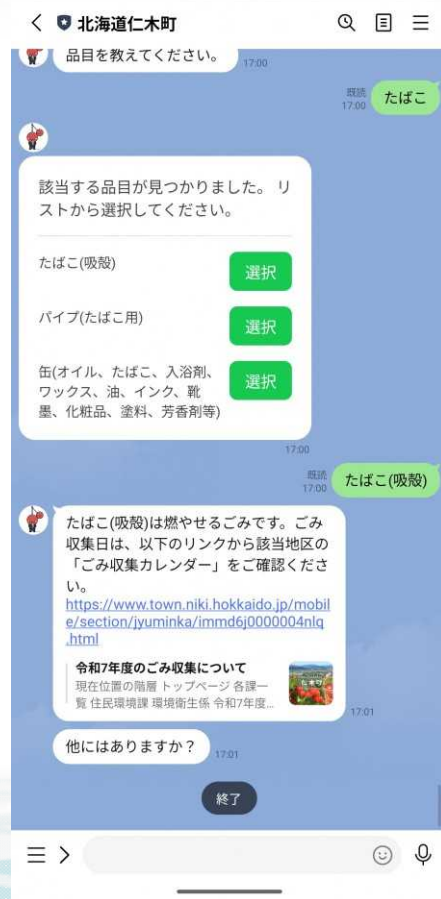 北海道仁木町
品目を教えてください。
17:00
既読
17:00
たばこ
該当する品目が見つかりました。 リ
ストから選択してください。
たばこ(吸殻)
選択
パイプ(たばこ用)
選択
缶(オイル、たばこ、入浴剤、
ワックス、油、インク、靴
墨、化粧品、塗料、芳香剤等)
選択
17:00
既読
17:00
たばこ(吸殻)
たばこ(吸殻)は燃やせるごみです。ごみ
収集日は、以下のリンクから該当地区の
「ごみ収集カレンダー」をご確認くださ
い。
https://www.town.niki.hokkaido.jp/mobil
e/section/jyuminka/immd6j0000004nlq
.html
令和7年度のごみ収集について
現在位置の階層 トップページ 各課一
覧 住民環境課 環境衛生係 令和7年度...
17:01
他にはありますか？
17:01
終了